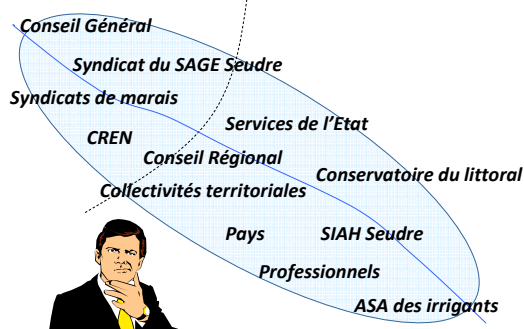 Conseil Général
Syndicat du SAGE Seudre
Syndicats de marais
Services de l'Etat
CREN
Conseil Régional
Conservatoire du littoral
Collectivités territoriales
Pays
SIAH Seudre
Professionnels
ASA des irrigants